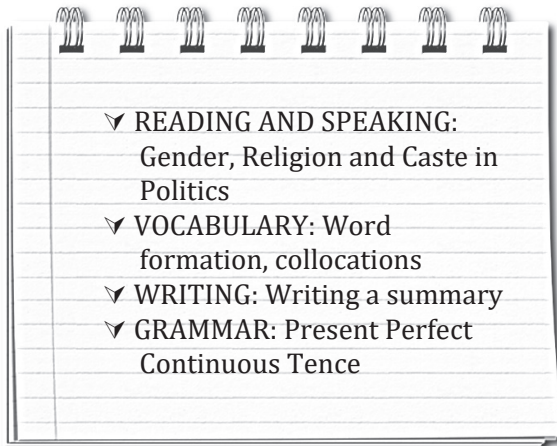 ⮛ READING AND SPEAKING:
Gender, Religion and Caste in
Politics
⮛ VOCABULARY: Word
formation, collocations
⮛ WRITING: Writing a summary
⮛ GRAMMAR: Present Perfect
Continuous Tence